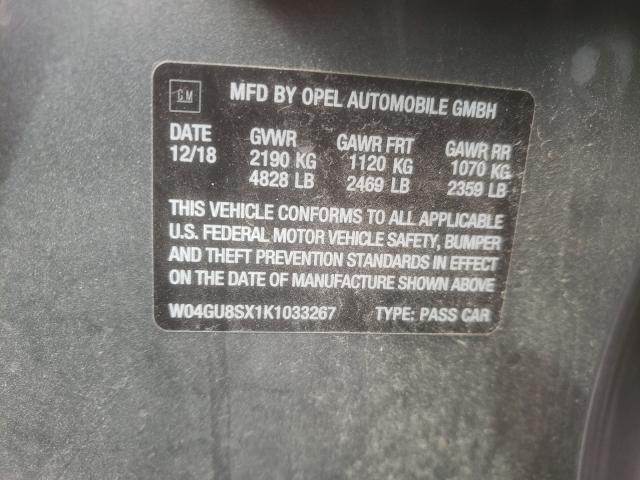 GM MFD BY OPEL AUTOMOBILE GMBH
DATE GVWR GAWR FRT GAWR RR
12/18 2190 KG 1120 KG 1070 KG
4828 LB 2469 LB 2359 LB
THIS VEHICLE CONFORMS TO ALL APPLICABLE
U.S. FEDERAL MOTOR VEHICLE SAFETY, BUMPER
AND THEFT PREVENTION STANDARDS IN EFFECT
ON THE DATE OF MANUFACTURE SHOWN ABOVE
W04GU8SX1K1033267 TYPE: PASS CAR